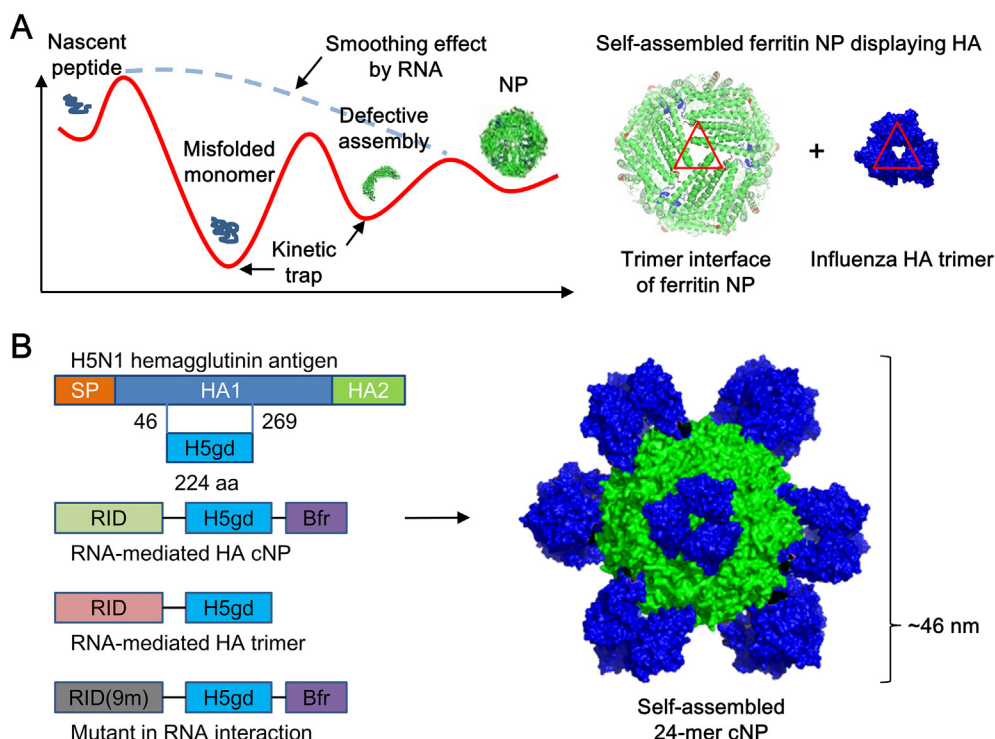 A
Nascent
peptide
Smoothing effect
by RNA
Misfolded
monomer
Defective
assembly
NP
Kinetic
trap
Self-assembled ferritin NP displaying HA
+
Trimer interface
of ferritin NP
Influenza HA trimer
B
H5N1 hemagglutinin antigen
SP HA1 HA2
46 269
H5gd
224 aa
RID H5gd Bfr
RNA-mediated HA cNP
RID H5gd
RNA-mediated HA trimer
RID(9m) H5gd Bfr
Mutant in RNA interaction
~46 nm
Self-assembled
24-mer cNP